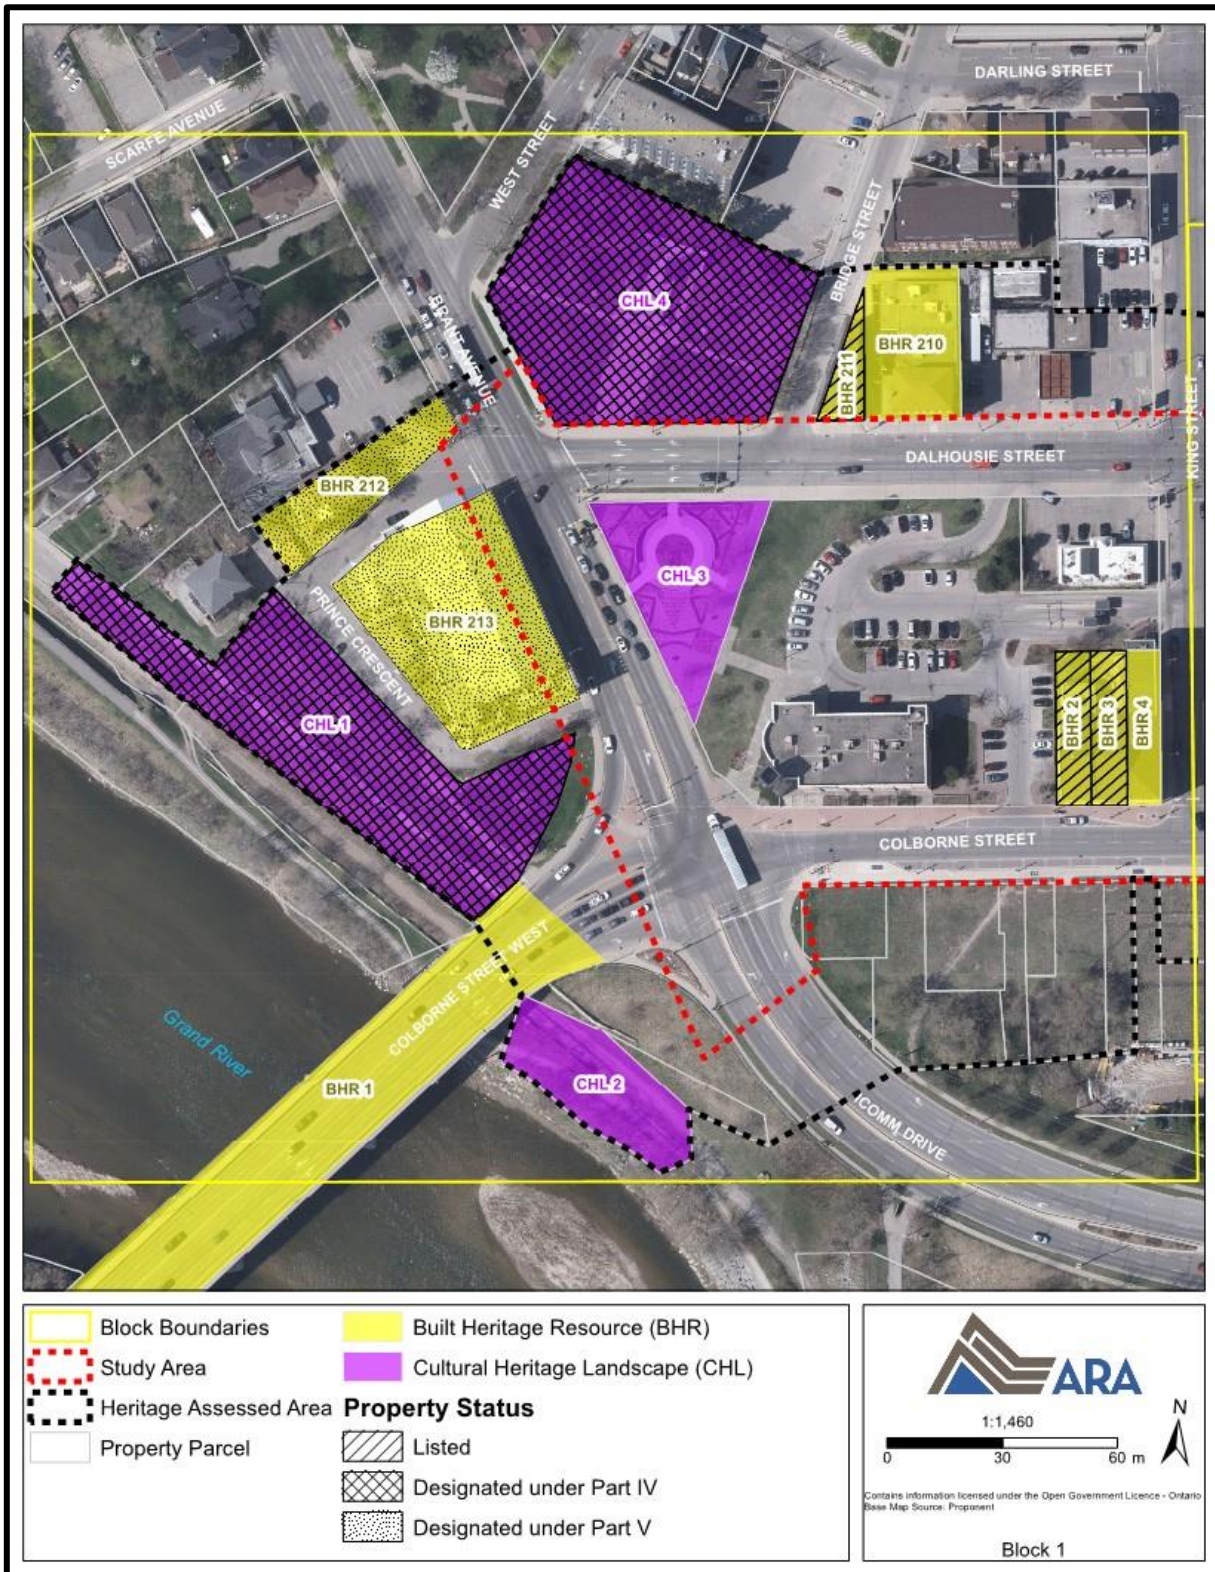 DARLING STREET
SCARFE AVENUE
WEST STREET
BRIDGE STREET
CHL 4
BRANT AVENUE
BHR 210
BHR 211
KING STREET
DALHOUSIE STREET
BHR 212
CHL 3
PRINCE CRESCENT
BHR 213
CHL 1
BHR 2
BHR 3
BHR 4
COLBORNE STREET
COLBORNE STREET WEST
Grand River
BHR 1
CHL 2
ICOMM DRIVE
Block Boundaries
Study Area
Heritage Assessed Area
Property Parcel
Built Heritage Resource (BHR)
Cultural Heritage Landscape (CHL)
Property Status
Listed
Designated under Part IV
Designated under Part V
ARA
N
1:1,460
0 30 60 m
Contains information licensed under the Open Government Licence - Ontario
Base Map Source: Proponent
Block 1